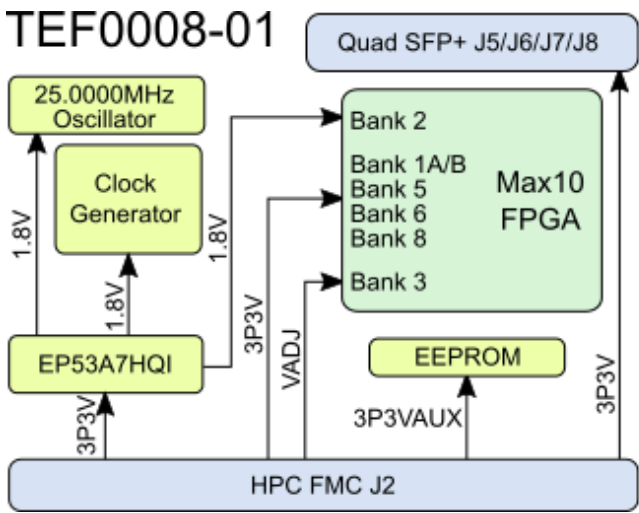 TEF0008-01
Quad SFP+ J5/J6/J7/J8
25.0000MHz
Oscillator
Clock
Generator
Bank 2
Bank 1A/B
Bank 5
Bank 6
Bank 8
Bank 3
Max10
FPGA
1.8V
1.8V
1.8V
3P3V
VADJ
EP53A7HQI
EEPROM
3P3V
3P3VAUX
3P3V
HPC FMC J2